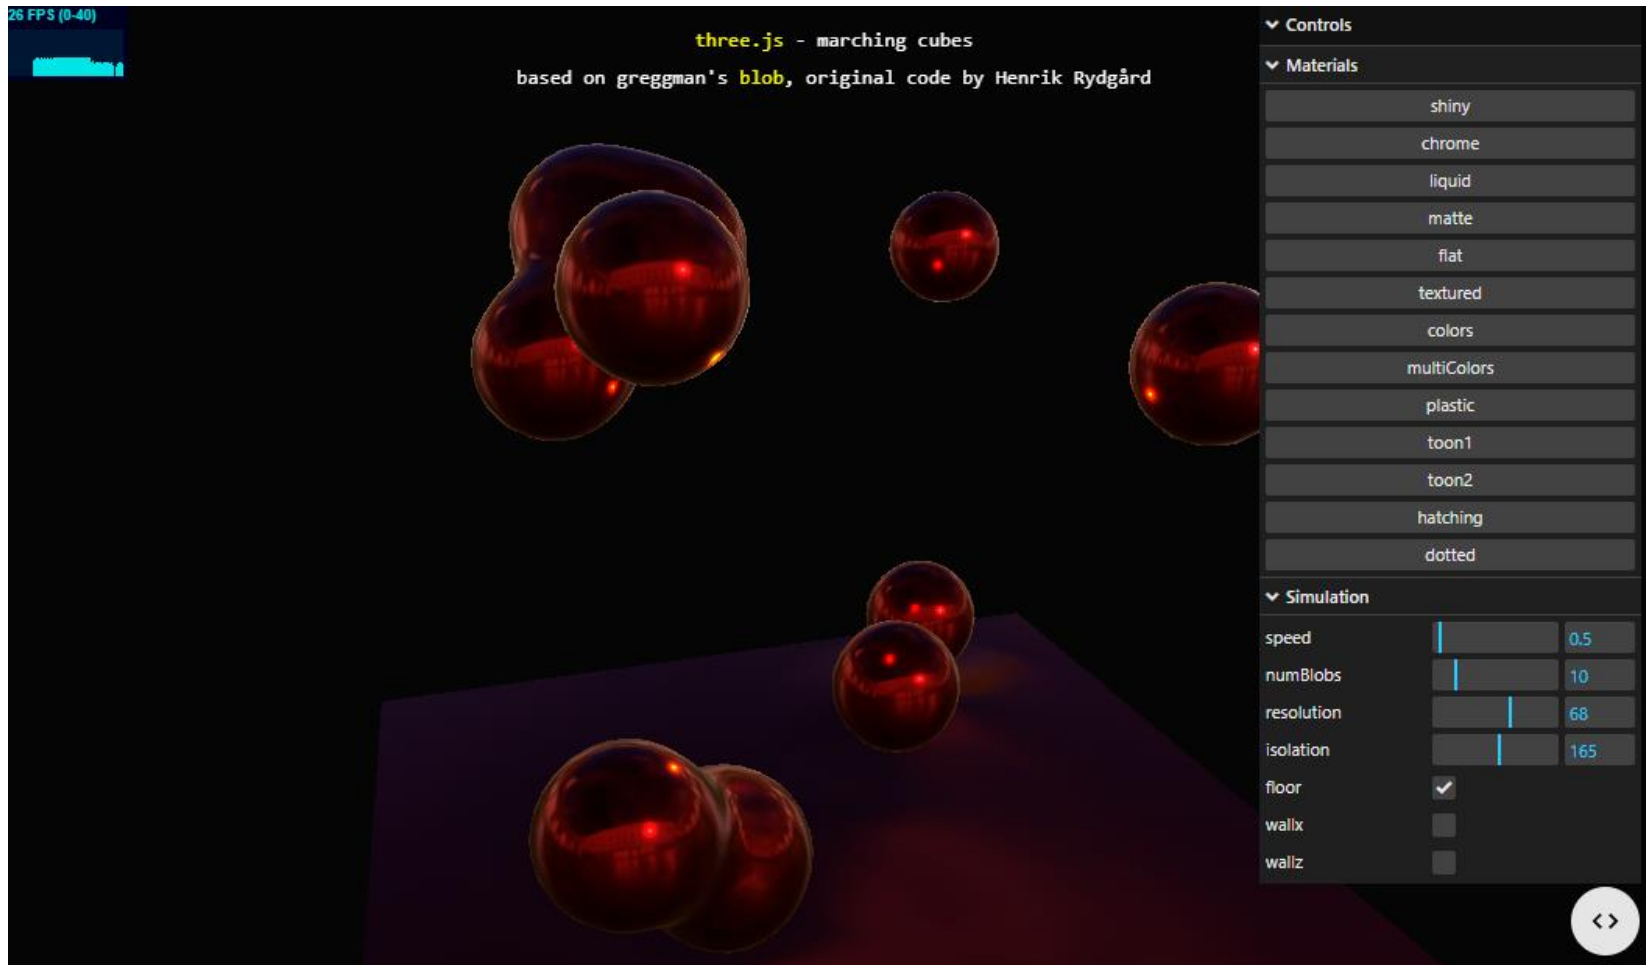 26 FPS (0-40)
three.js - marching cubes
based on greggman's blob, original code by Henrik Rydgård
Controls
Materials
shiny
chrome
liquid
matte
flat
textured
colors
multiColors
plastic
toon1
toon2
hatching
dotted
Simulation
speed 0.5
numBlobs 10
resolution 68
isolation 165
floor
wallx
wallz